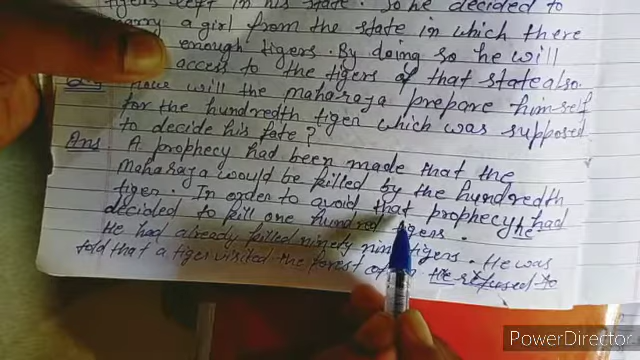 tigers left in his state. So he decided to
marry a girl from the state in which there
enough tigers. By doing so he will
access to the tigers of that state also.
How will the maharaja prepare himself
for the hundredth tiger which was supposed
to decide his fate?
Ans A prophecy had been made that the
Maharaja would be killed by the hundredth
tiger. In order to avoid that prophecy he had
decided to kill one hundred tigers.
He had already killed ninety nine tigers. He was
told that a tiger visited the forest of He refused to
PowerDirector